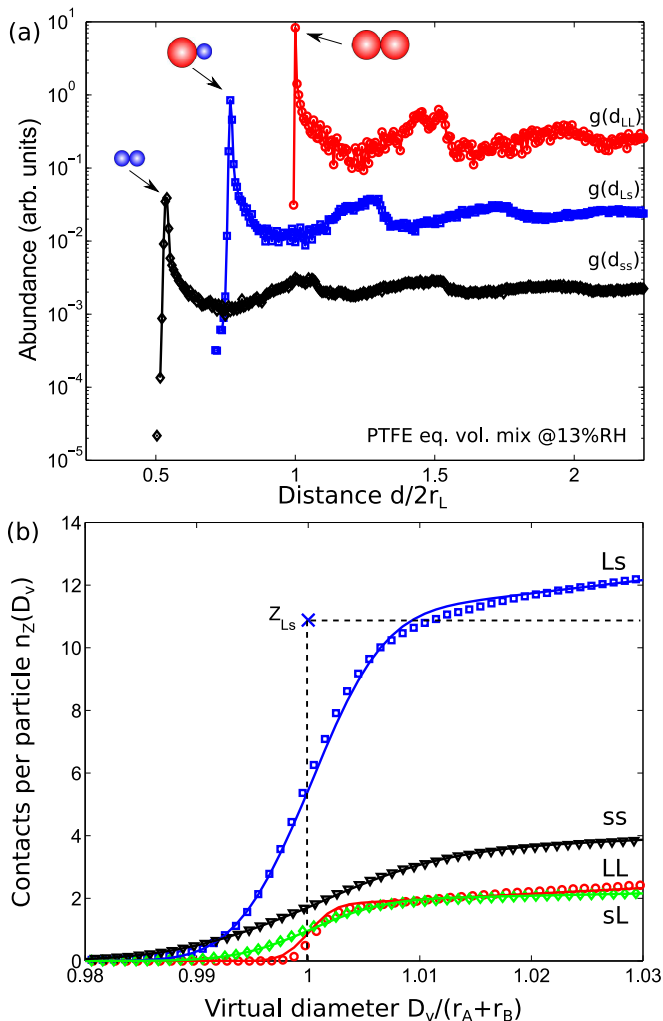 (a)
10^1
10^0
10^-1
10^-2
10^-3
10^-4
10^-5
Abundance (arb. units)
g(d_LL)
g(d_Ls)
g(d_ss)
PTFE eq. vol. mix @13%RH
0.5
1
1.5
2
Distance d/2r_L
(b)
14
12
10
8
6
4
2
0
Contacts per particle n_Z(D_v)
Ls
Z_Ls
ss
LL
sL
0.98
0.99
1
1.01
1.02
1.03
Virtual diameter D_v/(r_A+r_B)